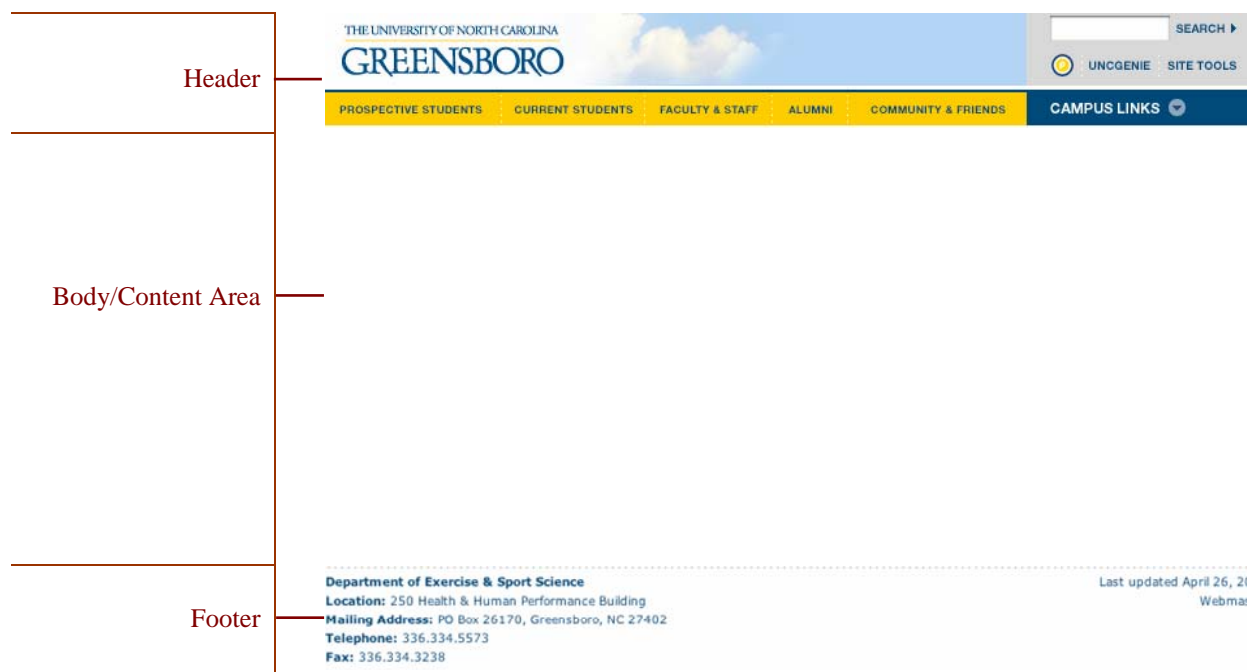 Header
THE UNIVERSITY OF NORTH CAROLINA
GREENSBORO
SEARCH
UNCGENIE SITE TOOLS
PROSPECTIVE STUDENTS CURRENT STUDENTS FACULTY & STAFF ALUMNI COMMUNITY & FRIENDS CAMPUS LINKS
Body/Content Area
Footer
Department of Exercise & Sport Science
Location: 250 Health & Human Performance Building
Mailing Address: PO Box 26170, Greensboro, NC 27402
Telephone: 336.334.5573
Fax: 336.334.3238
Last updated April 26,